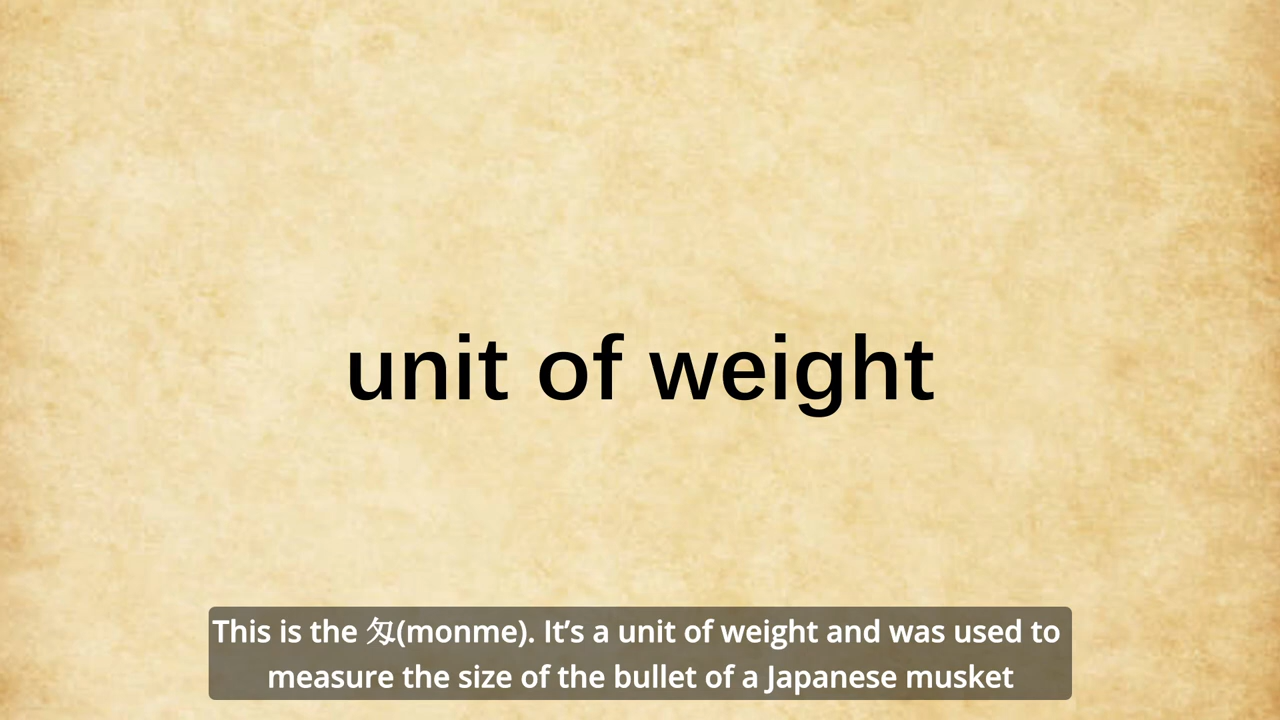 unit of weight
This is the 匁(monme). It’s a unit of weight and was used to
measure the size of the bullet of a Japanese musket